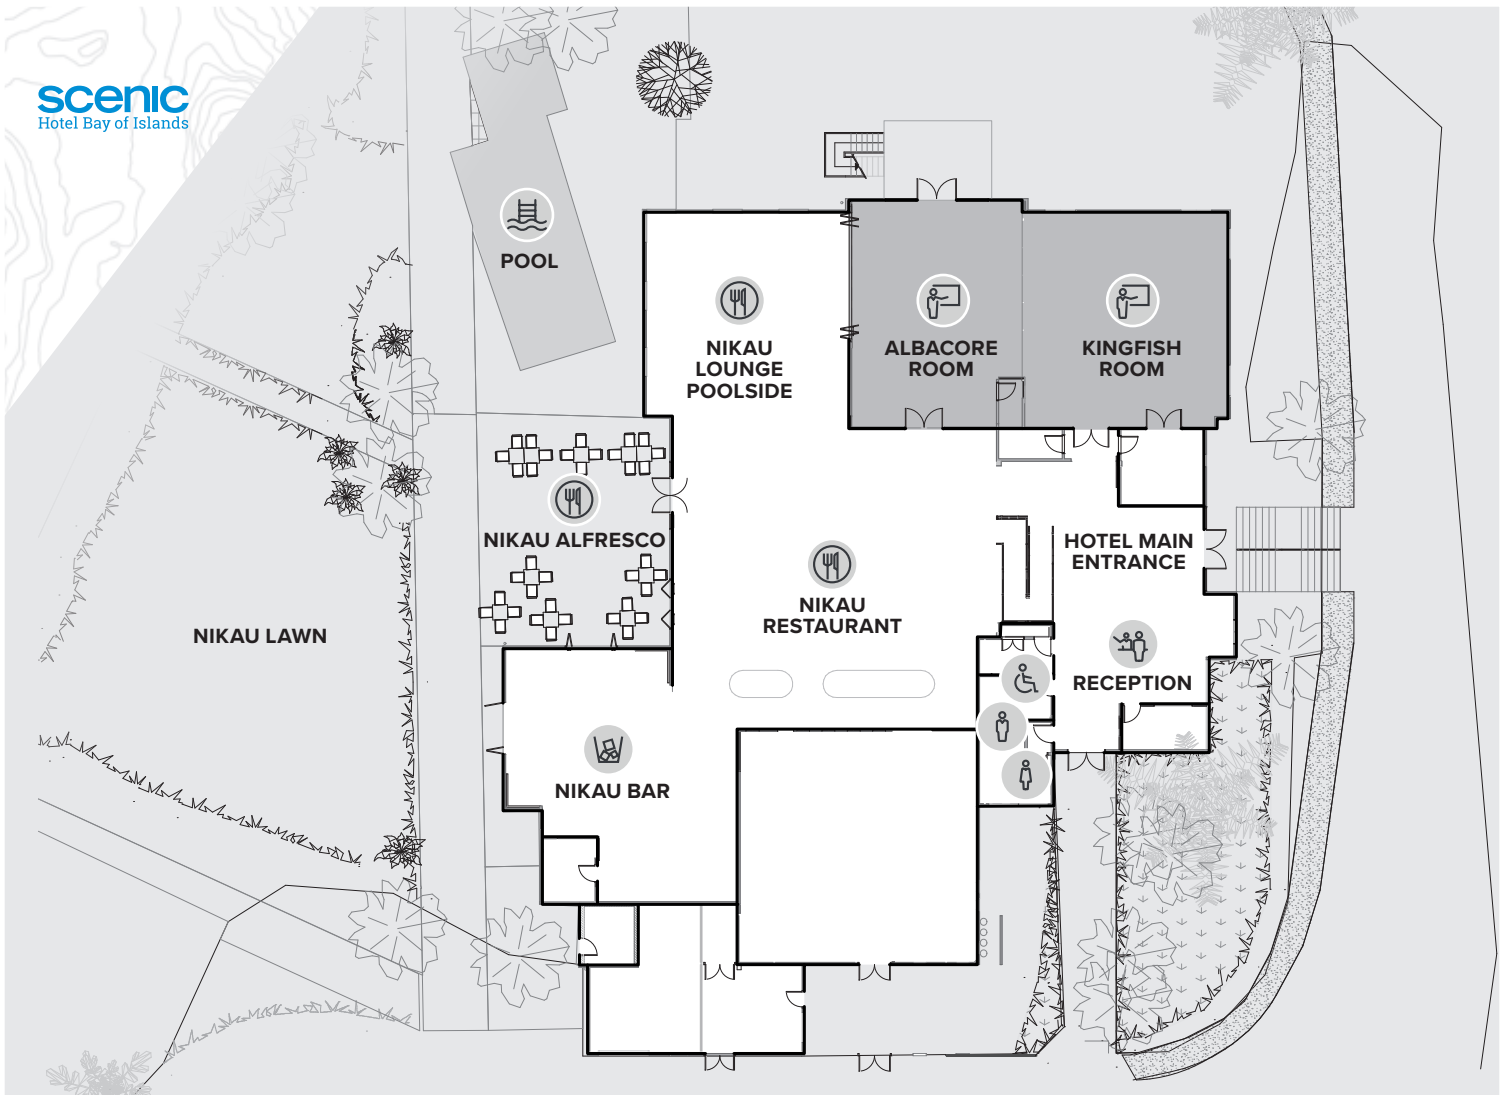 scenic
Hotel Bay of Islands
POOL
NIKAU
LOUNGE
POOLSIDE
ALBACORE
ROOM
KINGFISH
ROOM
NIKAU ALFRESCO
HOTEL MAIN
ENTRANCE
NIKAU
RESTAURANT
NIKAU LAWN
RECEPTION
NIKAU BAR